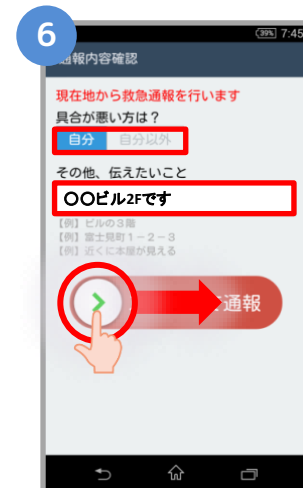 6
39% 7:45
通報内容確認
現在地から救急通報を行います
具合が悪い方は？
自分 自分以外
その他、伝えたいこと
〇〇ビル2Fです
【例】ビルの3階
【例】富士見町1－2－3
【例】近くに本屋が見える
通報